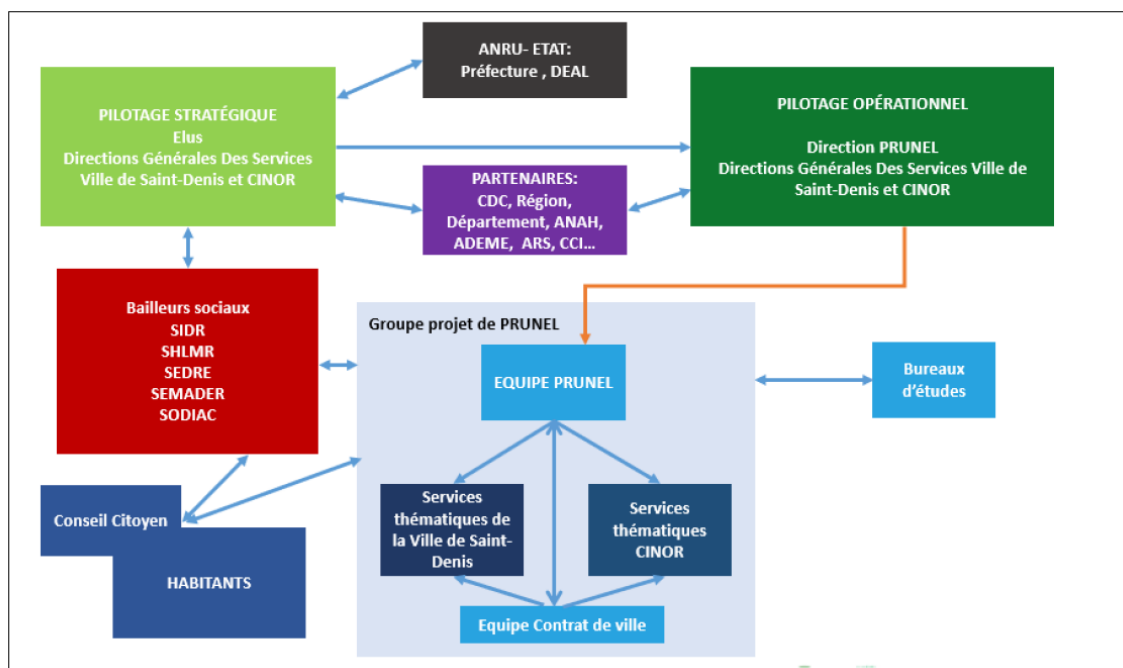 ANRU- ETAT:
Préfecture , DEAL
PILOTAGE STRATÉGIQUE
Elus
Directions Générales Des Services
Ville de Saint-Denis et CINOR
PILOTAGE OPÉRATIONNEL
Direction PRUNEL
Directions Générales Des Services Ville de
Saint-Denis et CINOR
PARTENAIRES:
CDC, Région,
Département, ANAH,
ADEME, ARS, CCI...
Bailleurs sociaux
SIDR
SHLMR
SEDRE
SEMADER
SODIAC
Groupe projet de PRUNEL
EQUIPE PRUNEL
Bureaux
d’études
Services
thématiques de
la Ville de Saint-
Denis
Services
thématiques
CINOR
Conseil Citoyen
HABITANTS
Equipe Contrat de ville